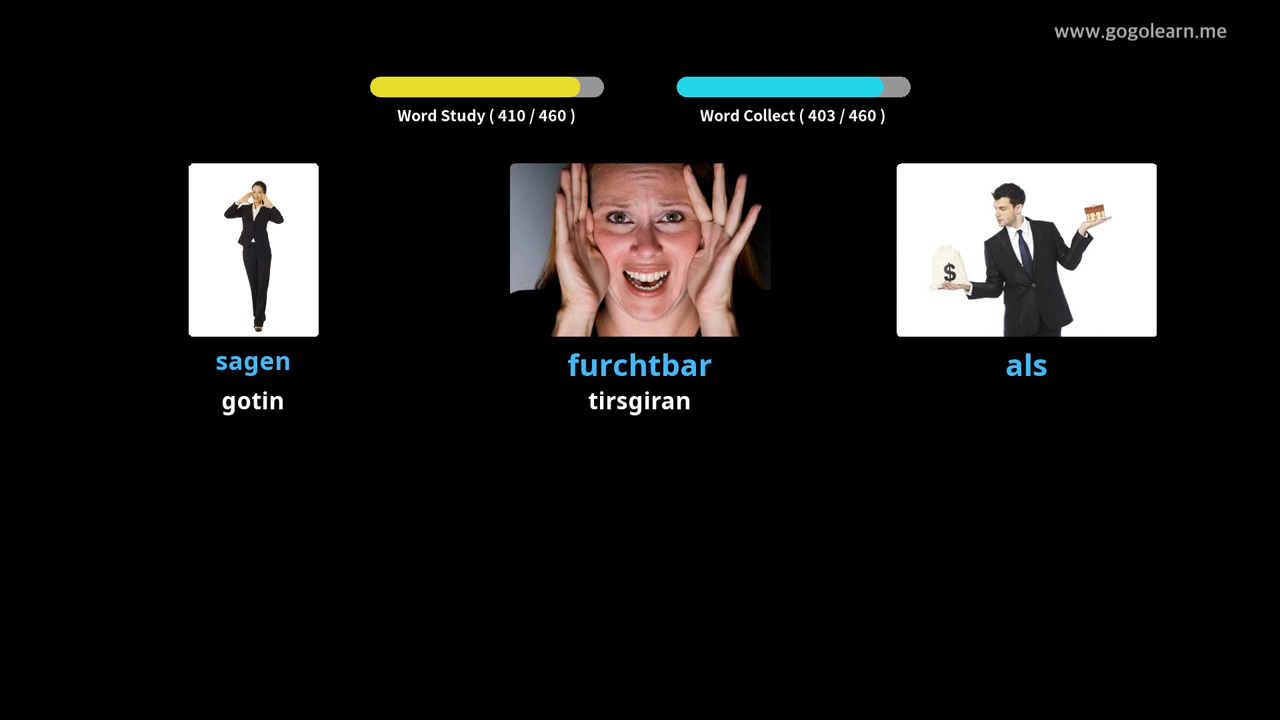 www.gogolearn.me
Word Study ( 410 / 460 )
Word Collect ( 403 / 460 )
$
sagen
gotin
furchtbar
tirsgiran
als